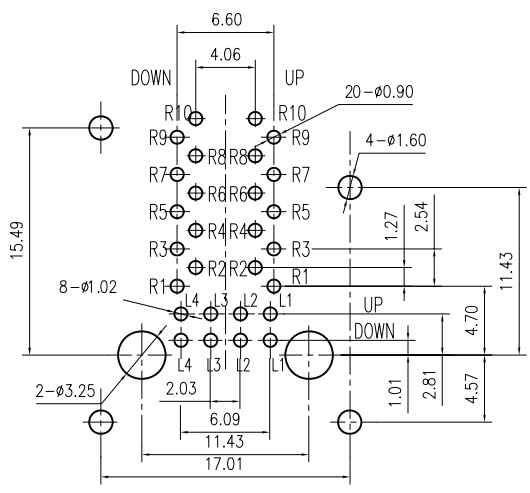 6.60
4.06
DOWN UP
20-ø0.90
R10 R10
R9 R9
4-ø1.60
R8 R8
R7 R7
R6 R6
R5 R5
R4 R4
R3 R3
R2 R2
R1 R1
15.49
1.27
2.54
11.43
8-ø1.02
L4 L3 L2 L1
UP
DOWN
L4 L3 L2 L1
4.70
2-ø3.25
2.03
1.01
2.81
4.57
6.09
11.43
17.01